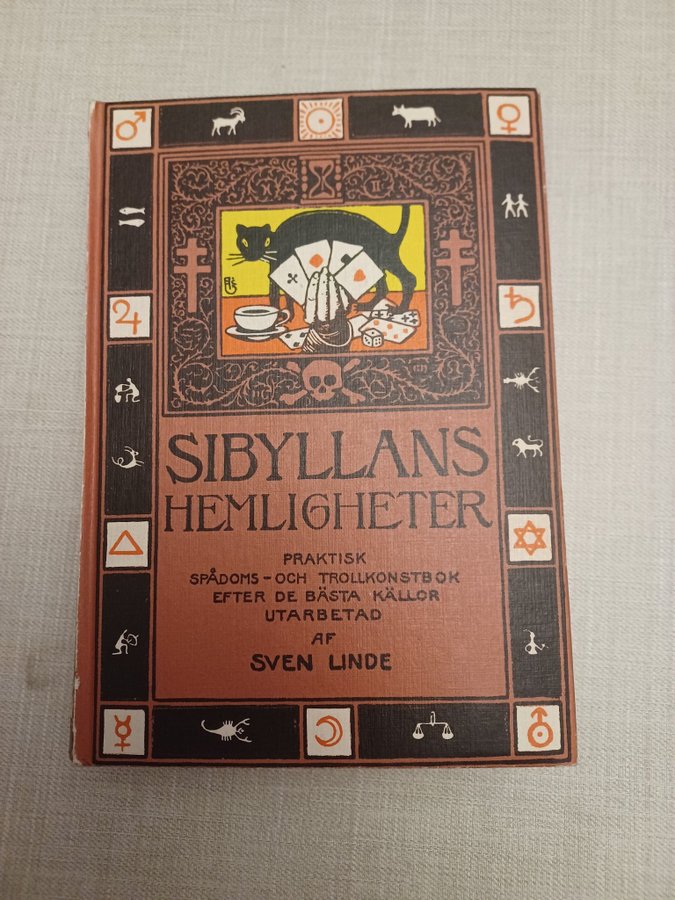 SIBYLLANS
HEMLIGHETER
PRAKTISK
SPÅDOMS-OCH TROLLKONSTBOK
EFTER DE BÄSTA KÄLLOR
UTARBETAD
AF
SVEN LINDE